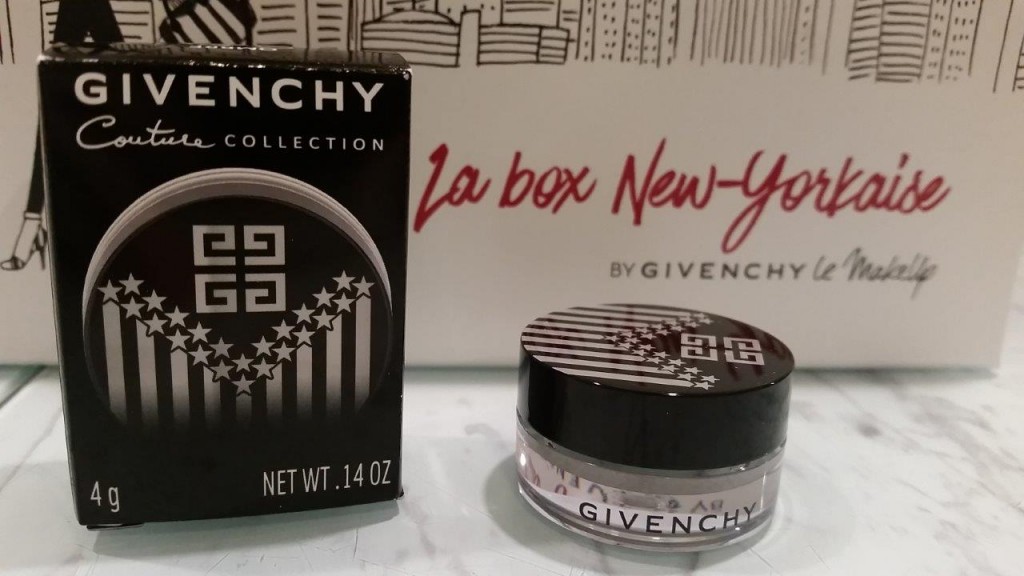 GIVENCHY
Couture COLLECTION
4 g
NET WT .14 OZ
La box New-Yorkaise
BY GIVENCHY Le MakeUp
GIVENCHY